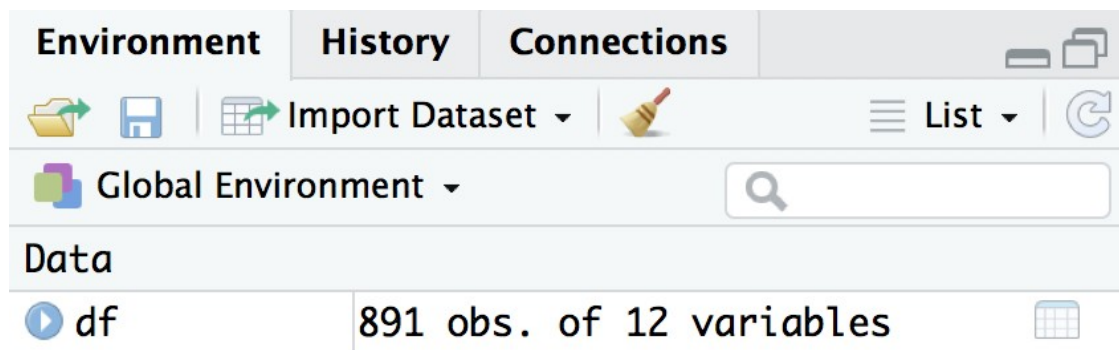 Environment History Connections
Import Dataset List
Global Environment
Data
df 891 obs. of 12 variables